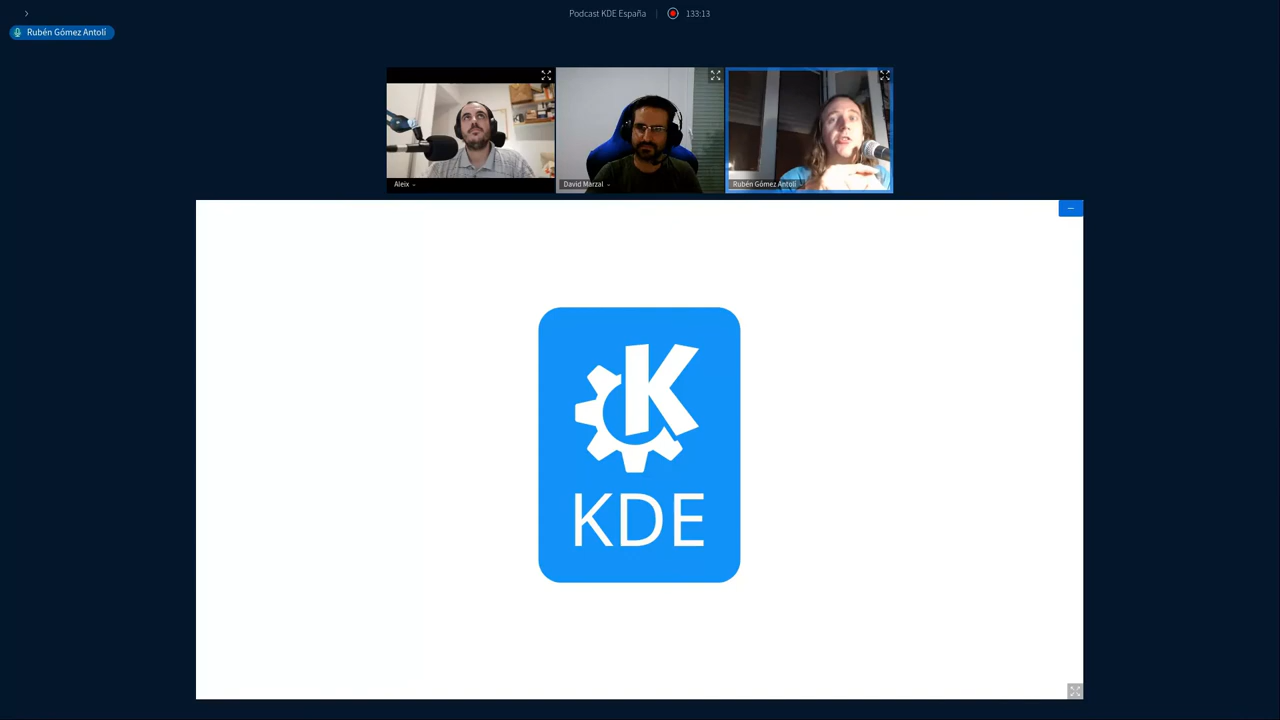 Podcast KDE España | 133:13
Rubén Gómez Antolí
Aleix
David Marzal
Rubén Gómez Antolí
KDE